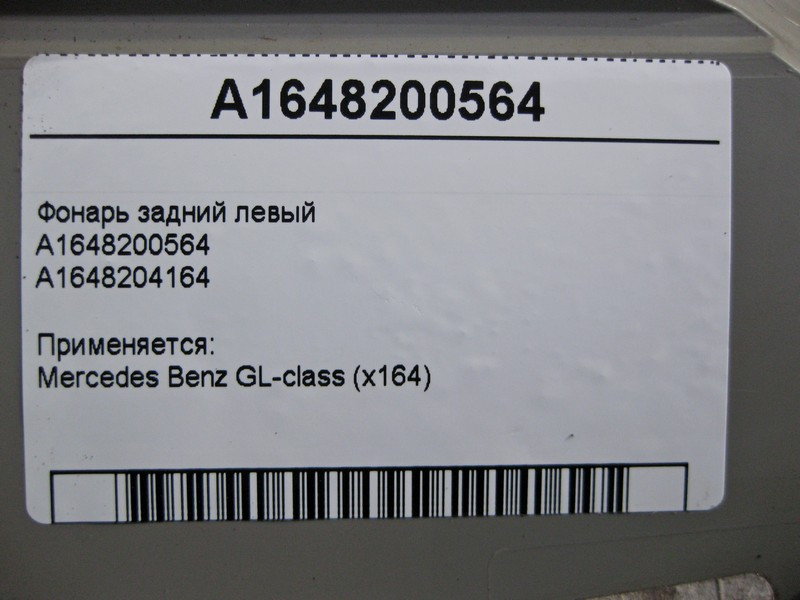 A1648200564
Фонарь задний левый
A1648200564
A1648204164
Применяется:
Mercedes Benz GL-class (x164)